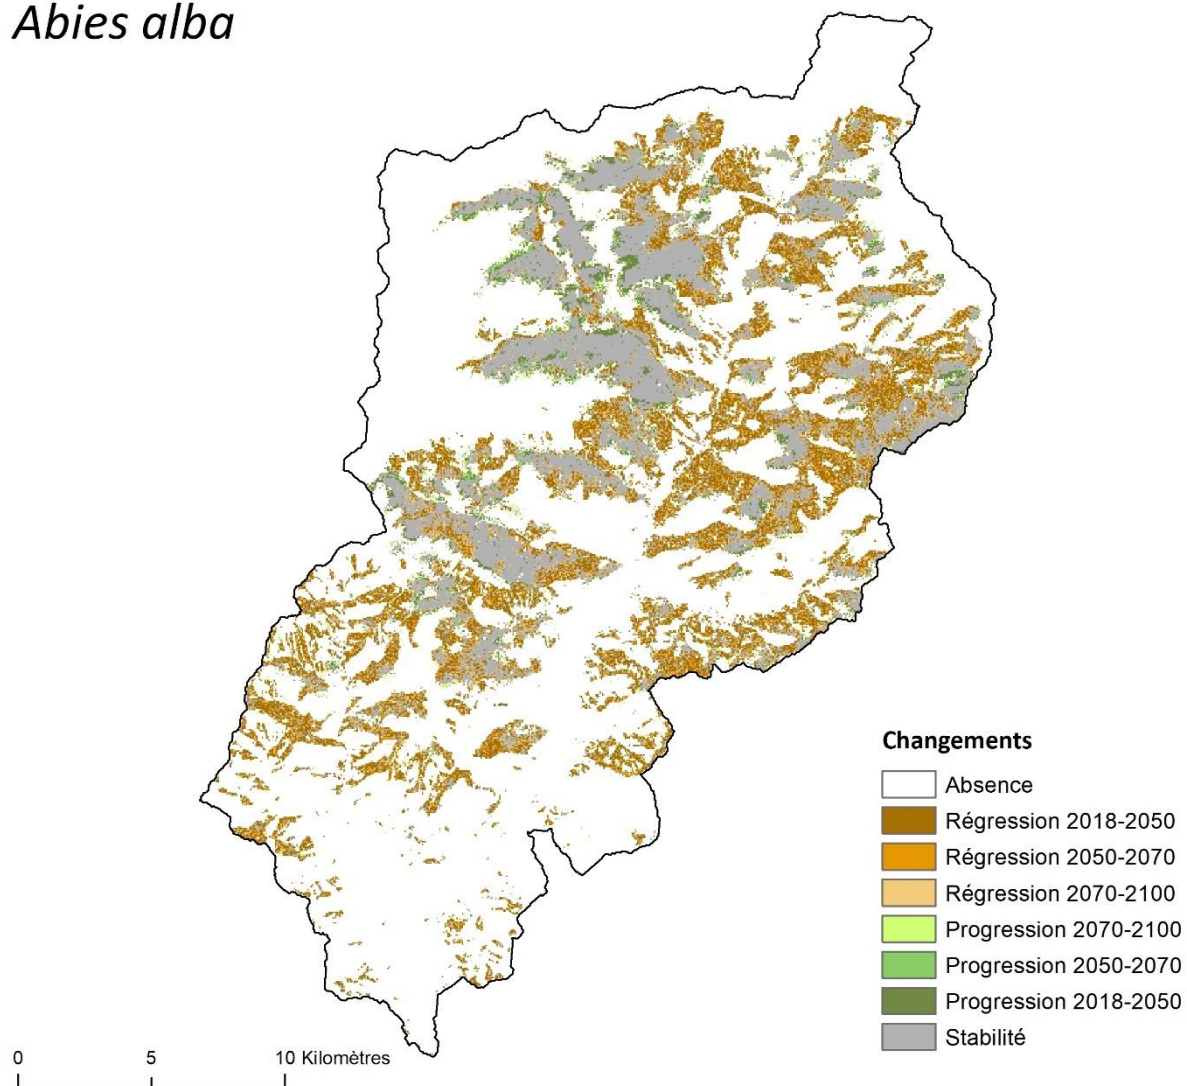 Abies alba
Changements
Absence
Régression 2018-2050
Régression 2050-2070
Régression 2070-2100
Progression 2070-2100
Progression 2050-2070
Progression 2018-2050
Stabilité
0 5 10 Kilomètres